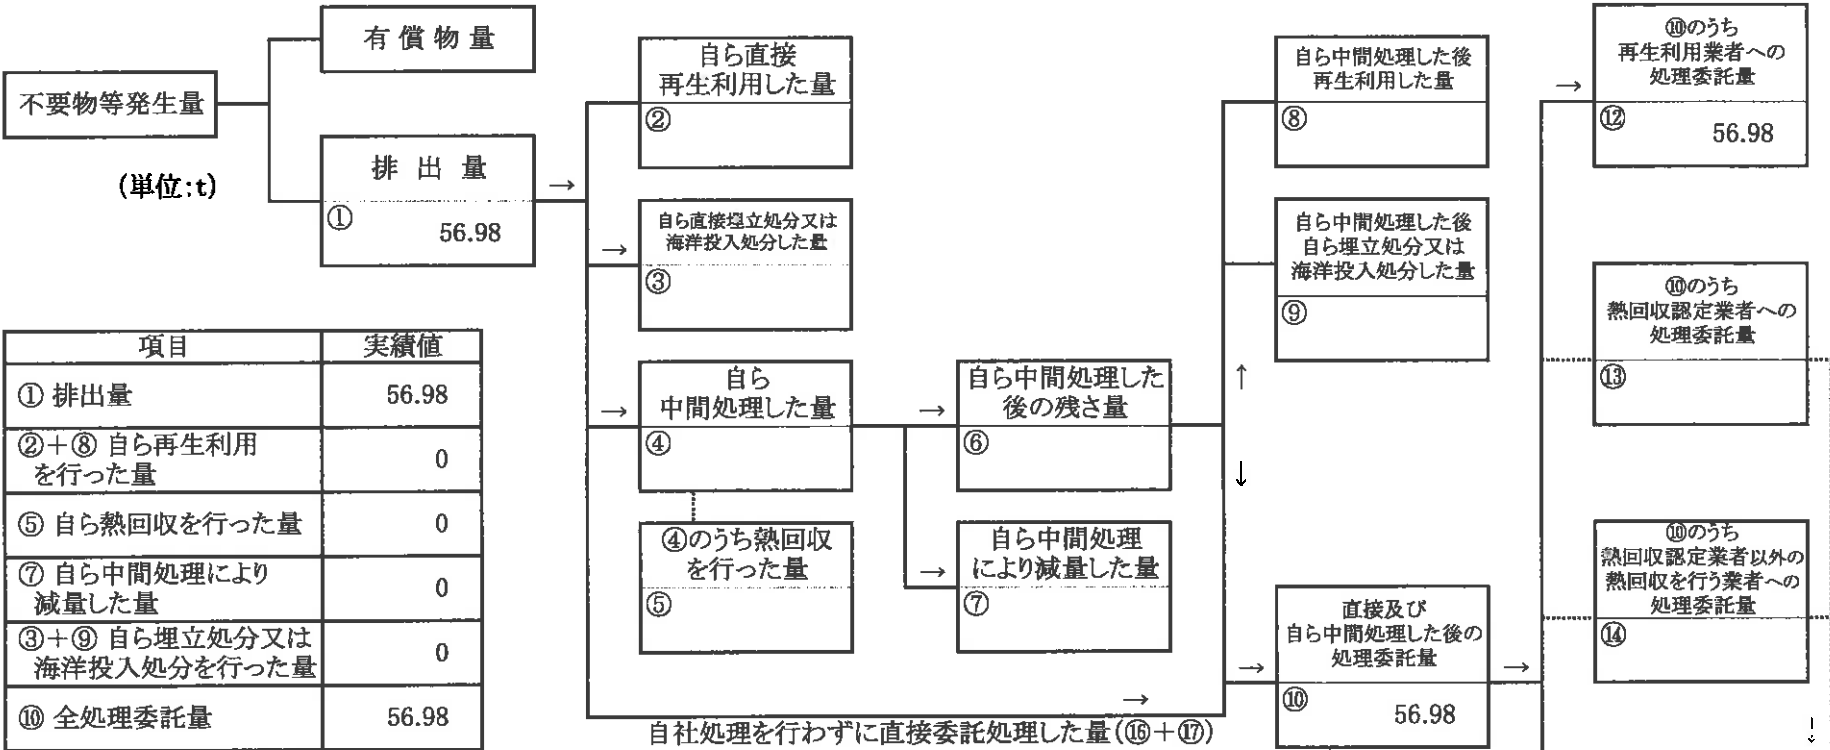 不要物等発生量
(単位:t)
有償物量
排出量
①
56.98
→
自ら直接
再生利用した量
②
→
自ら直接埋立処分又は
海洋投入処分した量
③
→
自ら
中間処理した量
④
④のうち熱回収
を行った量
⑤
→
自ら中間処理した
後の残さ量
⑥
→
自ら中間処理
により減量した量
⑦
→
自社処理を行わずに直接委託処理した量(⑯+⑰)
自ら中間処理した後
再生利用した量
⑧
自ら中間処理した後
自ら埋立処分又は
海洋投入処分した量
⑨
↑
↓
→
直接及び
自ら中間処理した後の
処理委託量
⑩
56.98
→
→
⑩のうち
再生利用業者への
処理委託量
⑫
56.98
⑩のうち
熱回収認定業者への
処理委託量
⑬
⑩のうち
熱回収認定業者以外の
熱回収を行う業者への
処理委託量
⑭
↓
項目 実績値
① 排出量 56.98
②+⑧ 自ら再生利用
を行った量 0
⑤ 自ら熱回収を行った量 0
⑦ 自ら中間処理により
減量した量 0
③+⑨ 自ら埋立処分又は
海洋投入処分を行った量 0
⑩ 全処理委託量 56.98